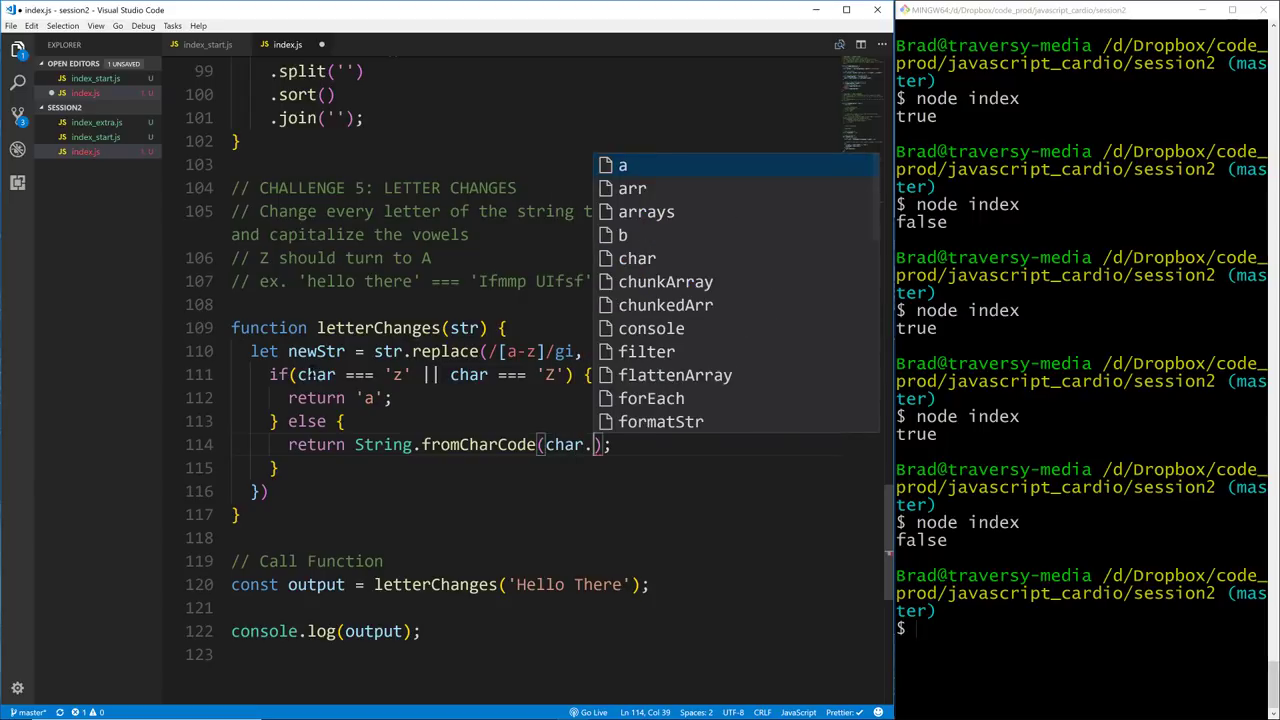 index.js - session2 - Visual Studio Code
File Edit Selection View Go Debug Tasks Help
EXPLORER
OPEN EDITORS 1 UNSAVED
index_start.js U
index.js 1, U
SESSION2
index_extra.js U
index_start.js U
index.js 1, U
index_start.js
index.js
99 .split('')
100 .sort()
101 .join('');
102 }
103
104 // CHALLENGE 5: LETTER CHANGES
105 // Change every letter of the string t
and capitalize the vowels
106 // Z should turn to A
107 // ex. 'hello there' === 'Ifmmp UIfsf'
108
109 function letterChanges(str) {
110 let newStr = str.replace(/[a-z]/gi,
111 if(char === 'z' || char === 'Z') {
112 return 'a';
113 } else {
114 return String.fromCharCode(char.);
115 }
116 })
117 }
118
119 // Call Function
120 const output = letterChanges('Hello There');
121
122 console.log(output);
123
a
arr
arrays
b
char
chunkArray
chunkedArr
console
filter
flattenArray
forEach
formatStr
master* 1 0
Go Live Ln 114, Col 39 Spaces: 2 UTF-8 CRLF JavaScript Prettier: ✓
MINGW64:/d/Dropbox/code_prod/javascript_cardio/session2
Brad@traversy-media /d/Dropbox/code_
prod/javascript_cardio/session2 (mas
ter)
$ node index
true
Brad@traversy-media /d/Dropbox/code_
prod/javascript_cardio/session2 (mas
ter)
$ node index
false
Brad@traversy-media /d/Dropbox/code_
prod/javascript_cardio/session2 (mas
ter)
$ node index
true
Brad@traversy-media /d/Dropbox/code_
prod/javascript_cardio/session2 (mas
ter)
$ node index
true
Brad@traversy-media /d/Dropbox/code_
prod/javascript_cardio/session2 (mas
ter)
$ node index
false
Brad@traversy-media /d/Dropbox/code_
prod/javascript_cardio/session2 (mas
ter)
$